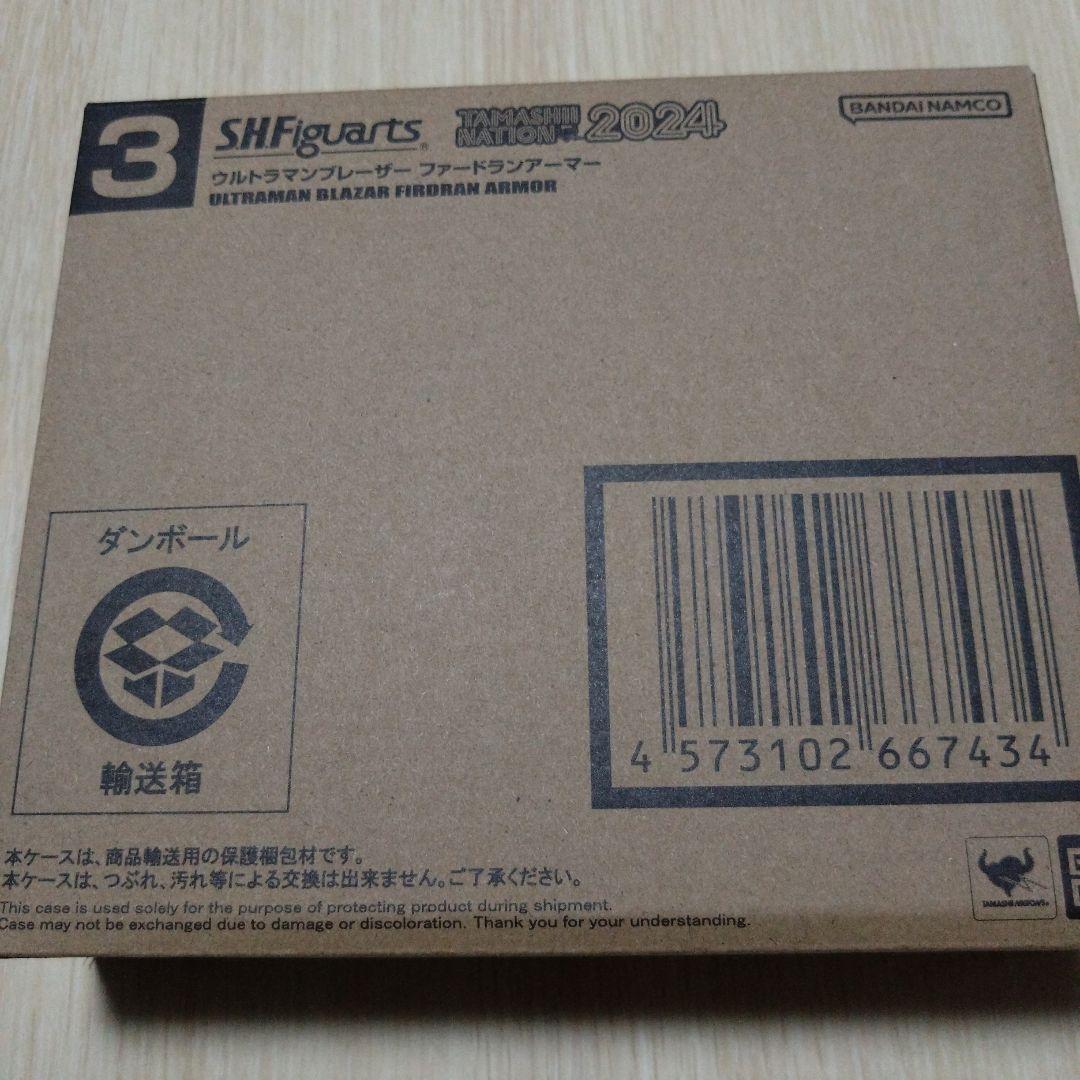 3
S.H.Figuarts®
TAMASHII NATION 2024
BANDAI NAMCO
ウルトラマンブレーザー ファードランアーマー
ULTRAMAN BLAZAR FIRDRAN ARMOR
ダンボール
輸送箱
4 573102 667434
本ケースは、商品輸送用の保護梱包材です。
本ケースは、つぶれ、汚れ等による交換は出来ません。ご了承ください。
This case is used solely for the purpose of protecting product during shipment.
Case may not be exchanged due to damage or discoloration. Thank you for your understanding.
TAMASHII NATIONS